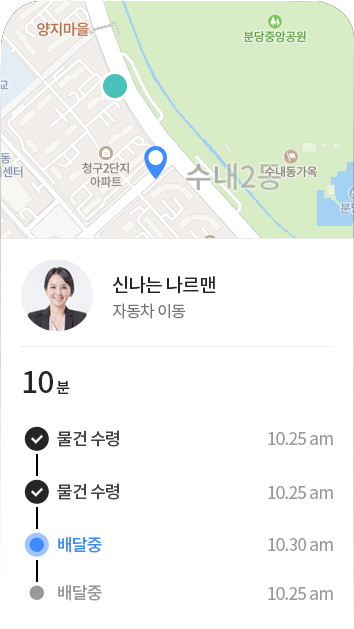 양지마을
분당중앙공원
교
동
센터
청구2단지
아파트
수내2동
수내동가옥
분당
신나는 나르맨
자동차 이동
10분
물건 수령 10.25 am
물건 수령 10.25 am
배달중 10.30 am
배달중 10.25 am